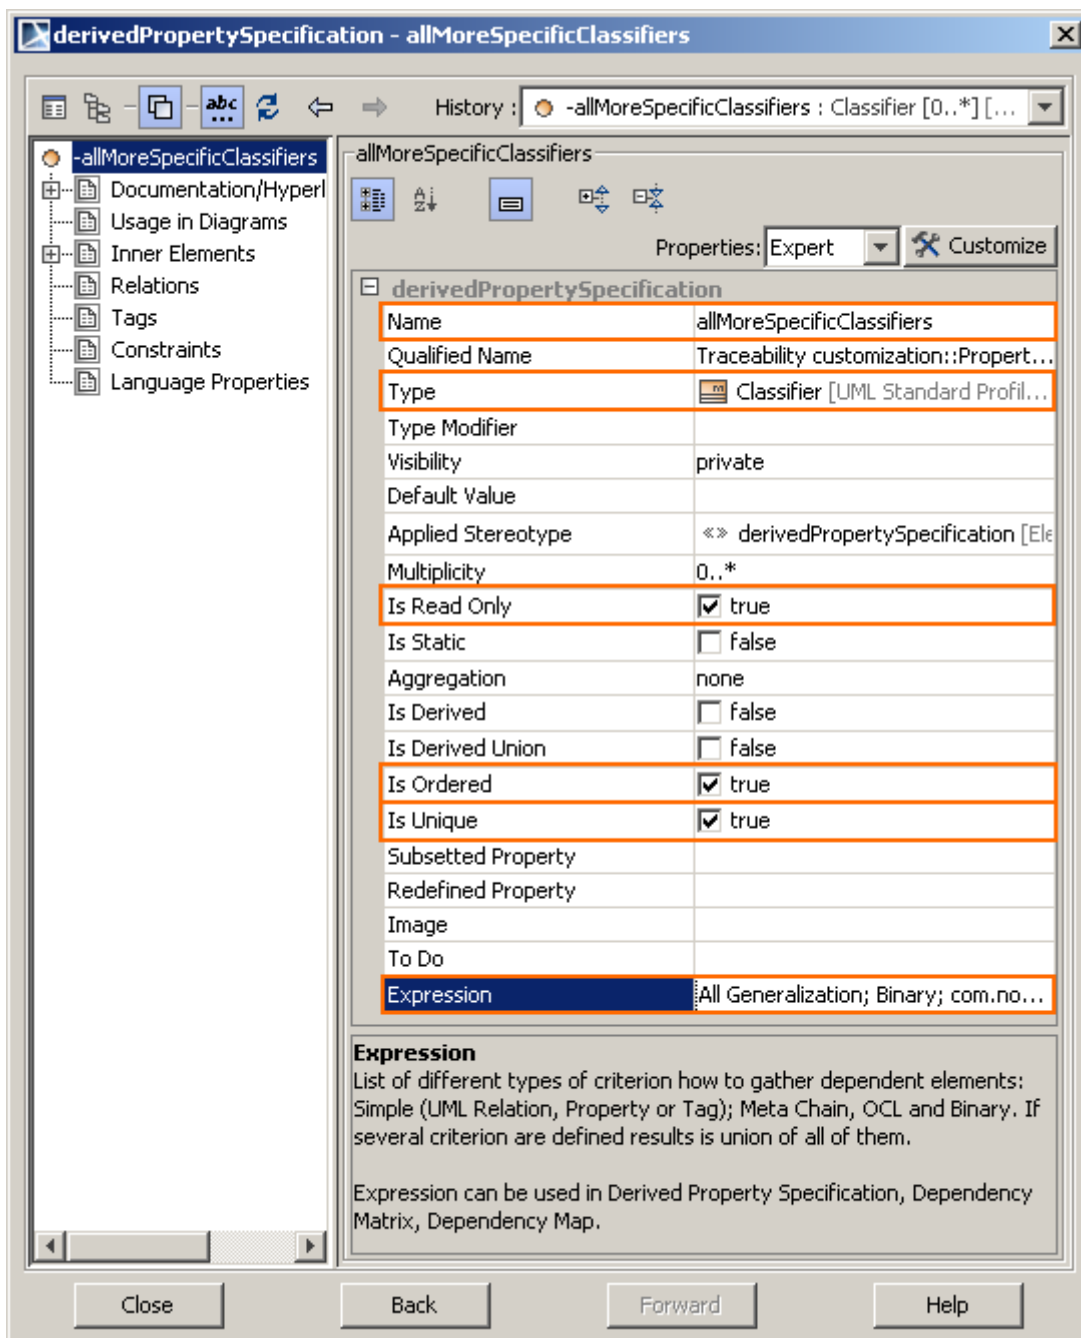 derivedPropertySpecification - allMoreSpecificClassifiers
abc
History : -allMoreSpecificClassifiers : Classifier [0..*] [...
-allMoreSpecificClassifiers
Documentation/Hyperl
Usage in Diagrams
Inner Elements
Relations
Tags
Constraints
Language Properties
allMoreSpecificClassifiers
Properties: Expert Customize
derivedPropertySpecification
Name allMoreSpecificClassifiers
Qualified Name Traceability customization::Propert...
Type Classifier [UML Standard Profil...
Type Modifier
Visibility private
Default Value
Applied Stereotype «» derivedPropertySpecification [Ele
Multiplicity 0..*
Is Read Only true
Is Static false
Aggregation none
Is Derived false
Is Derived Union false
Is Ordered true
Is Unique true
Subsetted Property
Redefined Property
Image
To Do
Expression All Generalization; Binary; com.no...
Expression
List of different types of criterion how to gather dependent elements:
Simple (UML Relation, Property or Tag); Meta Chain, OCL and Binary. If
several criterion are defined results is union of all of them.
Expression can be used in Derived Property Specification, Dependency
Matrix, Dependency Map.
Close Back Forward Help